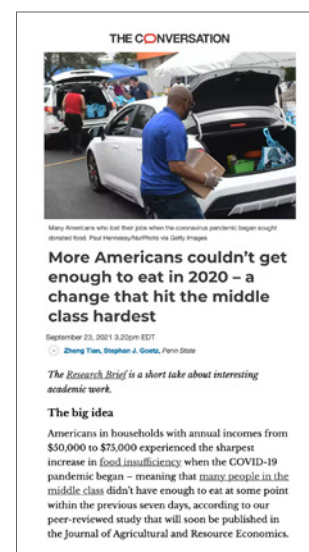 THE CONVERSATION
Many Americans who lost their jobs when the coronavirus pandemic began sought
donated food. Paul Hennessy/NurPhoto via Getty Images
More Americans couldn’t get
enough to eat in 2020 – a
change that hit the middle
class hardest
September 23, 2021 3.20pm EDT
Zheng Tian, Stephan J. Goetz, Penn State
The Research Brief is a short take about interesting
academic work.
The big idea
Americans in households with annual incomes from
$50,000 to $75,000 experienced the sharpest
increase in food insufficiency when the COVID-19
pandemic began – meaning that many people in the
middle class didn’t have enough to eat at some point
within the previous seven days, according to our
peer-reviewed study that will soon be published in
the Journal of Agricultural and Resource Economics.